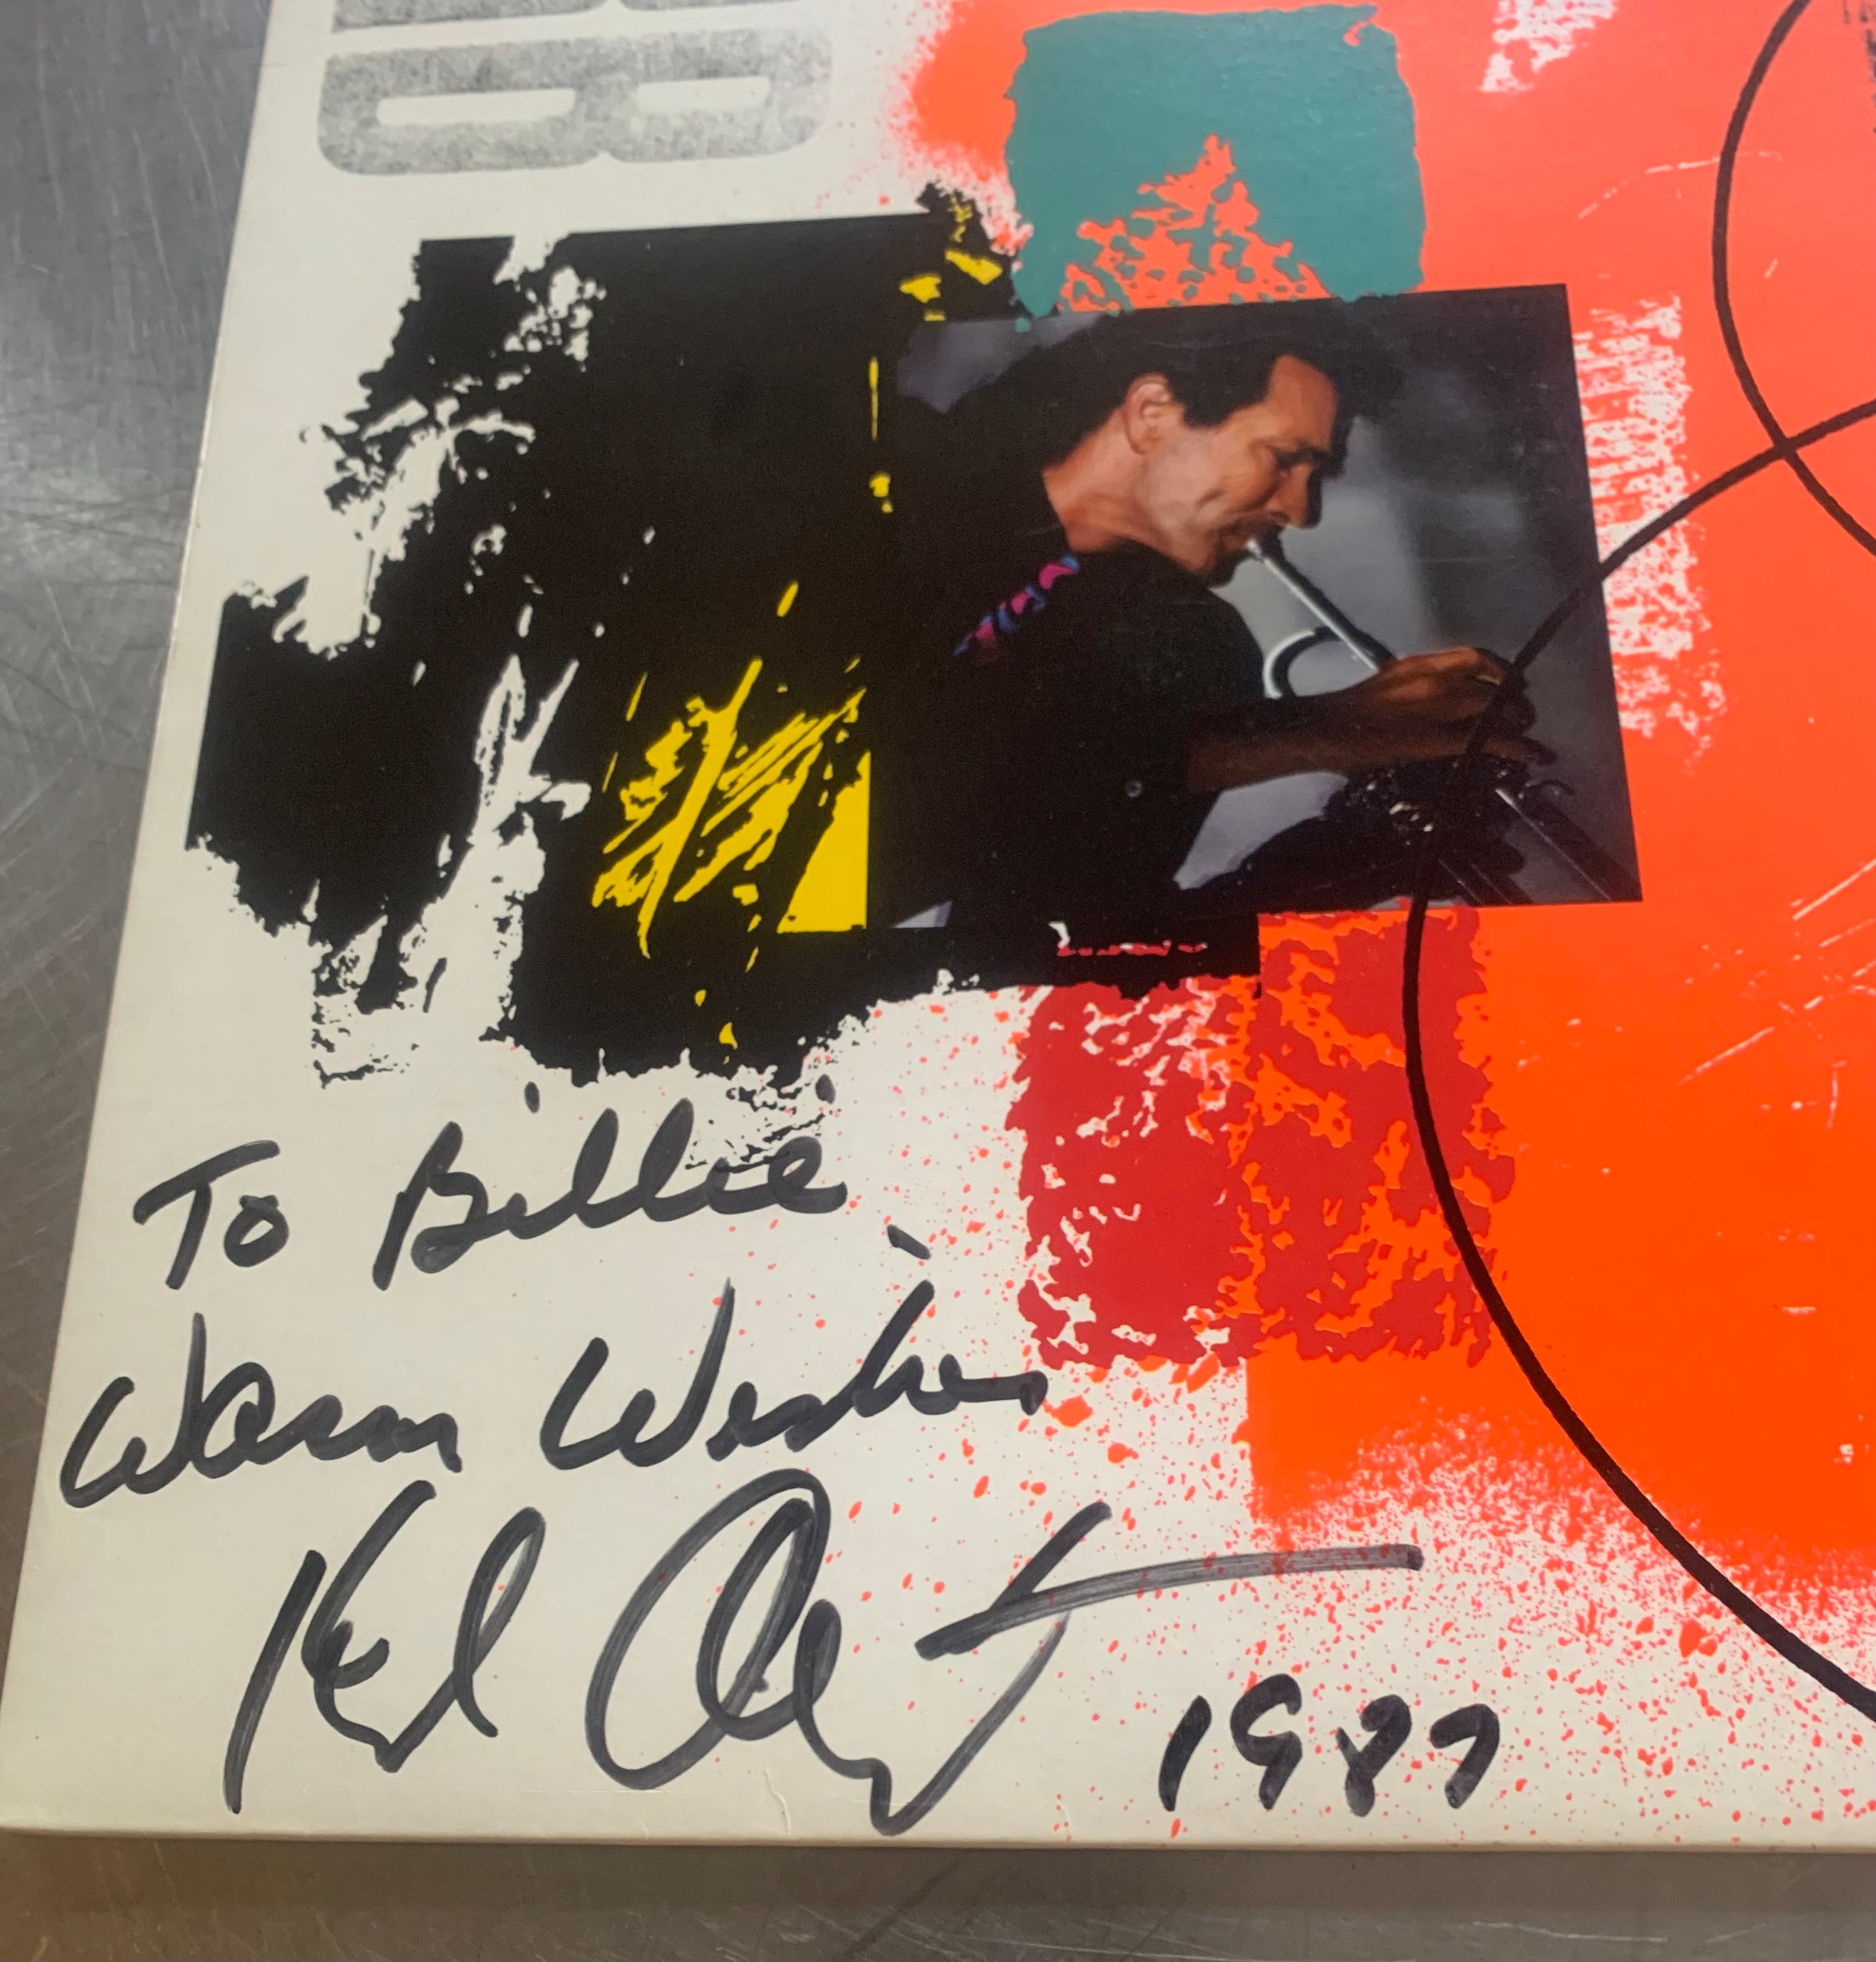 B
To Billie
Warm Wishes
1987